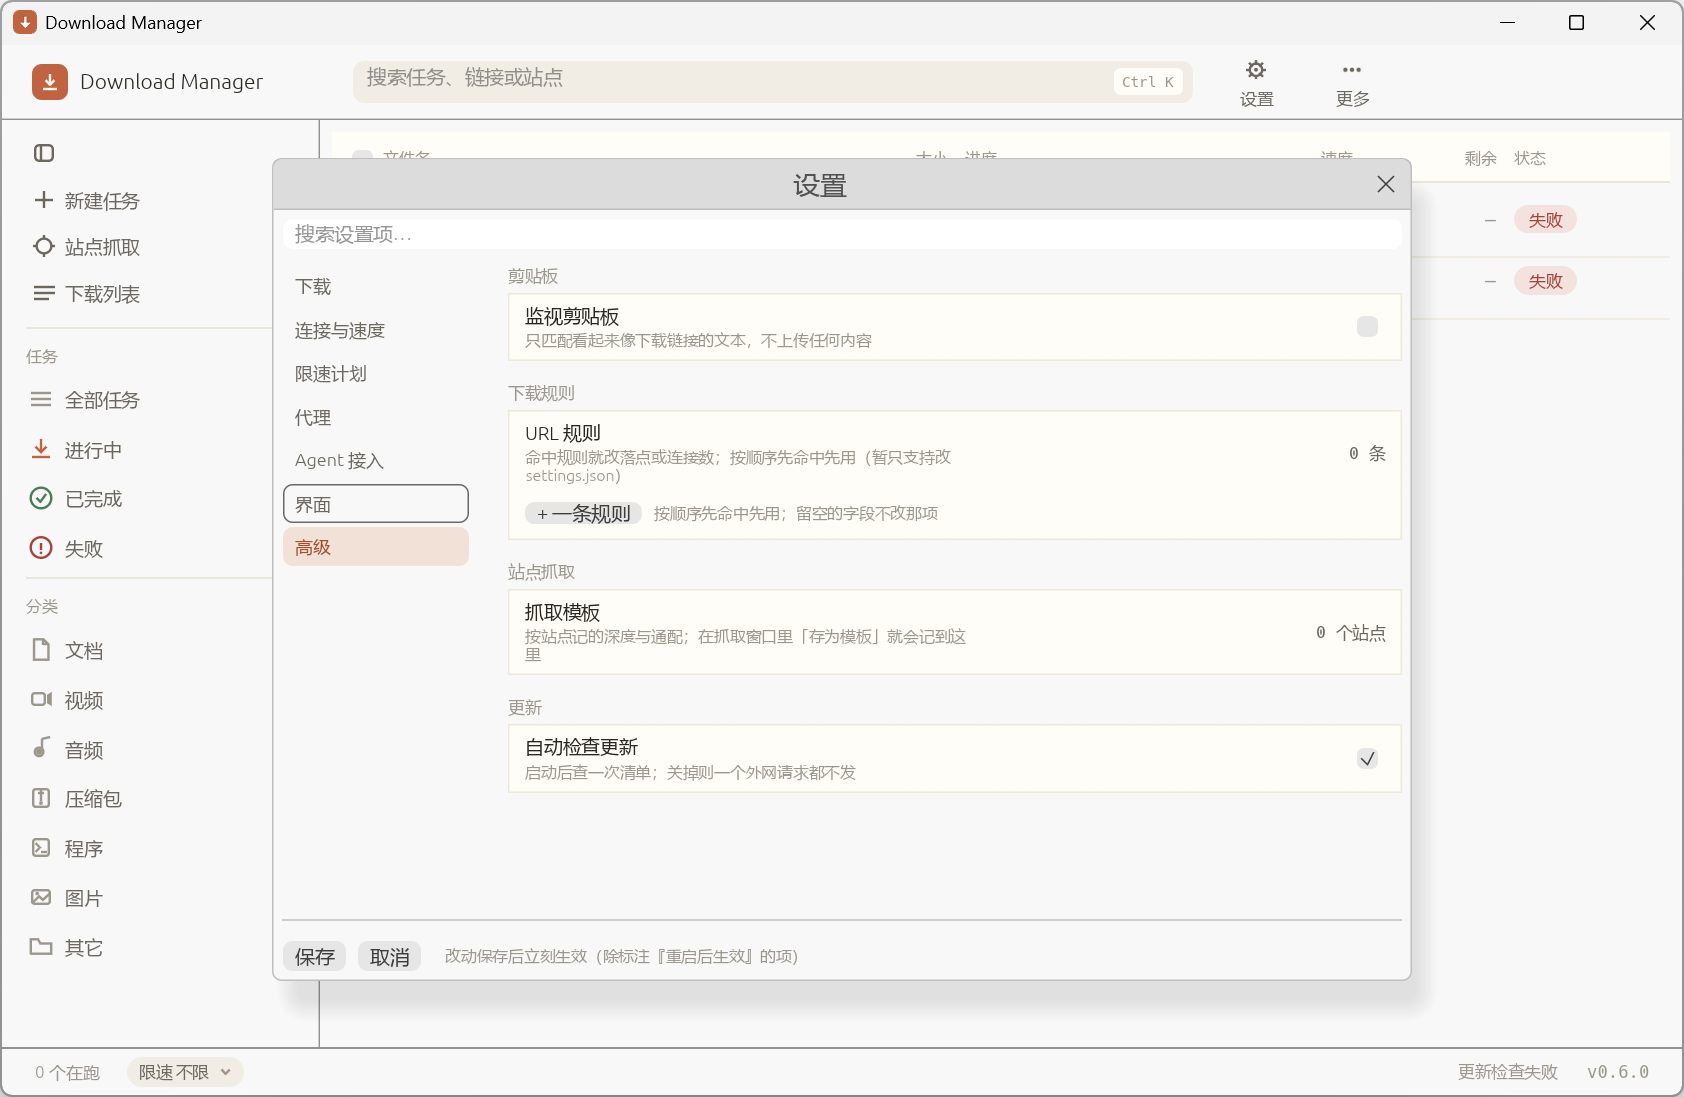 Download Manager
Download Manager
搜索任务、链接或站点
Ctrl K
设置
更多
新建任务
站点抓取
下载列表
任务
全部任务
进行中
已完成
失败
分类
文档
视频
音频
压缩包
程序
图片
其它
文件名
大小
进度
速度
剩余
状态
—
失败
—
失败
设置
搜索设置项…
下载
连接与速度
限速计划
代理
Agent 接入
界面
高级
剪贴板
监视剪贴板
只匹配看起来像下载链接的文本，不上传任何内容
下载规则
URL 规则
命中规则就改落点或连接数；按顺序先命中先用（暂只支持改
settings.json）
0 条
+ 一条规则
按顺序先命中先用；留空的字段不改那项
站点抓取
抓取模板
按站点记的深度与通配；在抓取窗口里「存为模板」就会记到这
里
0 个站点
更新
自动检查更新
启动后查一次清单；关掉则一个外网请求都不发
保存
取消
改动保存后立刻生效（除标注『重启后生效』的项）
0 个在跑
限速 不限
更新检查失败
v0.6.0